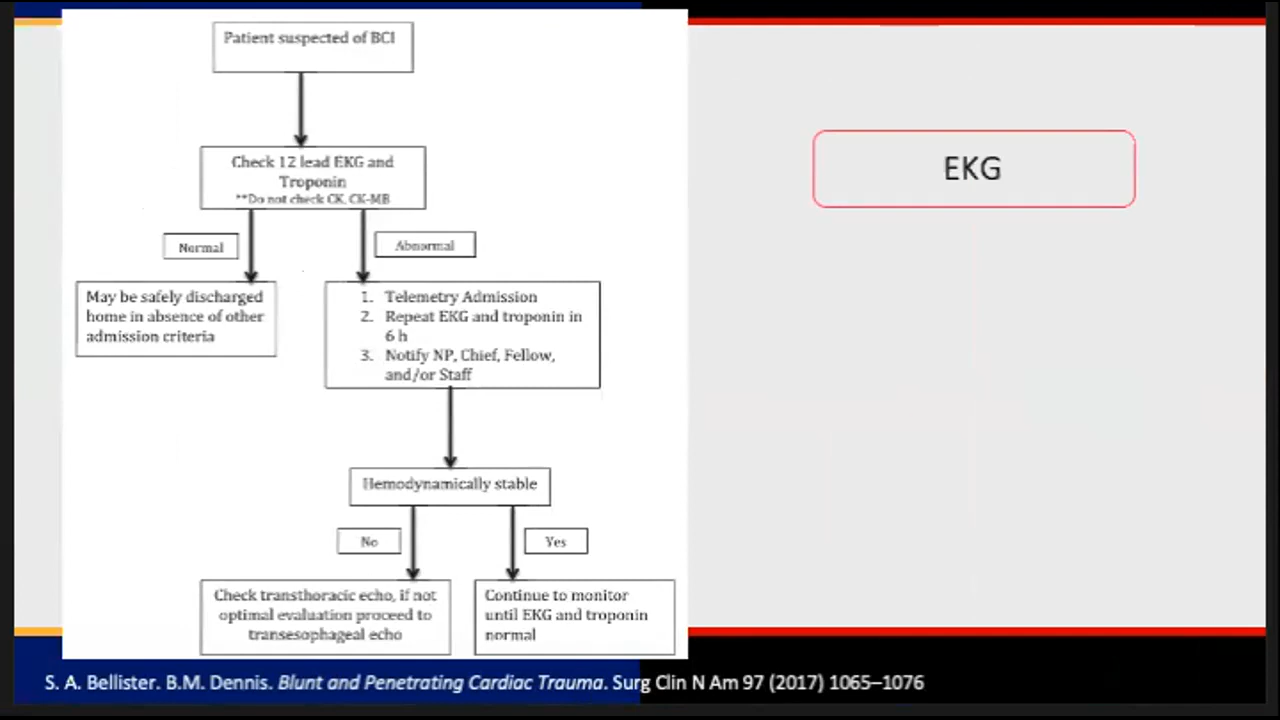 Patient suspected of BCI
Check 12 lead EKG and
Troponin
**Do not check CK, CK-MB
Normal
Abnormal
May be safely discharged
home in absence of other
admission criteria
1. Telemetry Admission
2. Repeat EKG and troponin in
6 h
3. Notify NP, Chief, Fellow,
and/or Staff
Hemodynamically stable
No
Yes
Check transthoracic echo, if not
optimal evaluation proceed to
transesophageal echo
Continue to monitor
until EKG and troponin
normal
EKG
S. A. Bellister. B.M. Dennis. Blunt and Penetrating Cardiac Trauma. Surg Clin N Am 97 (2017) 1065–1076